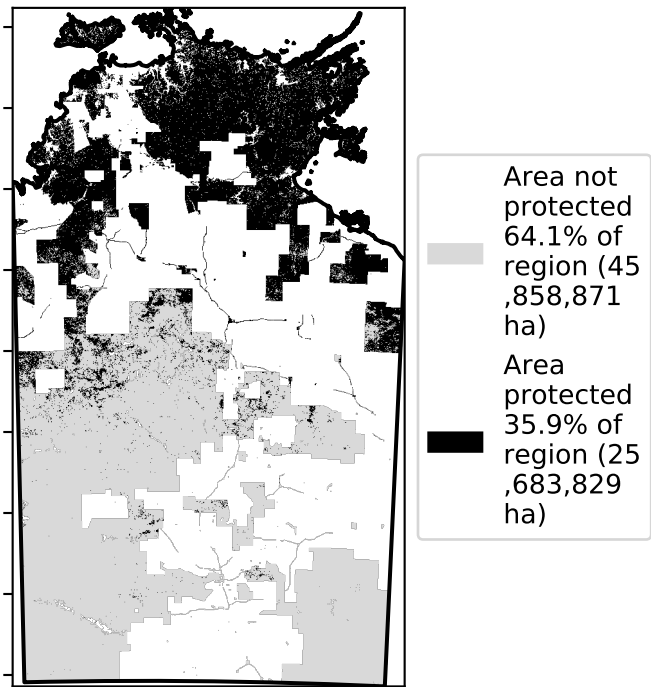 Area not
protected
64.1% of
region (45
,858,871
ha)
Area
protected
35.9% of
region (25
,683,829
ha)